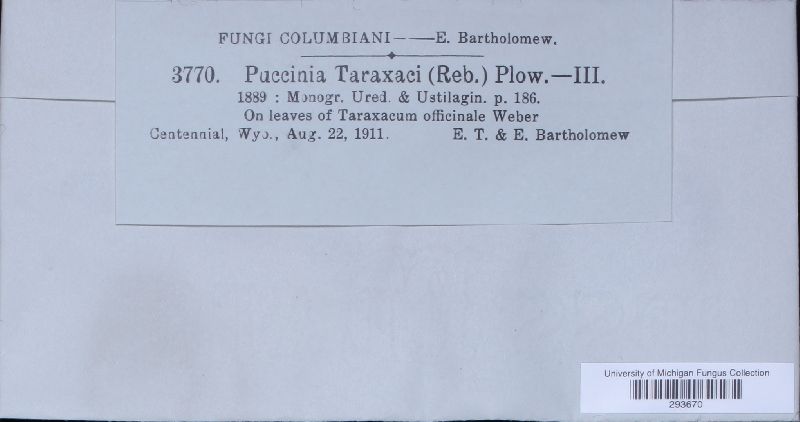 FUNGI COLUMBIANI——E. Bartholomew.
3770. Puccinia Taraxaci (Reb.) Plow.—III.
1889 : Monogr. Ured. & Ustilagin. p. 186.
On leaves of Taraxacum officinale Weber
Centennial, Wyo., Aug. 22, 1911. E. T. & E. Bartholomew
University of Michigan Fungus Collection
293670